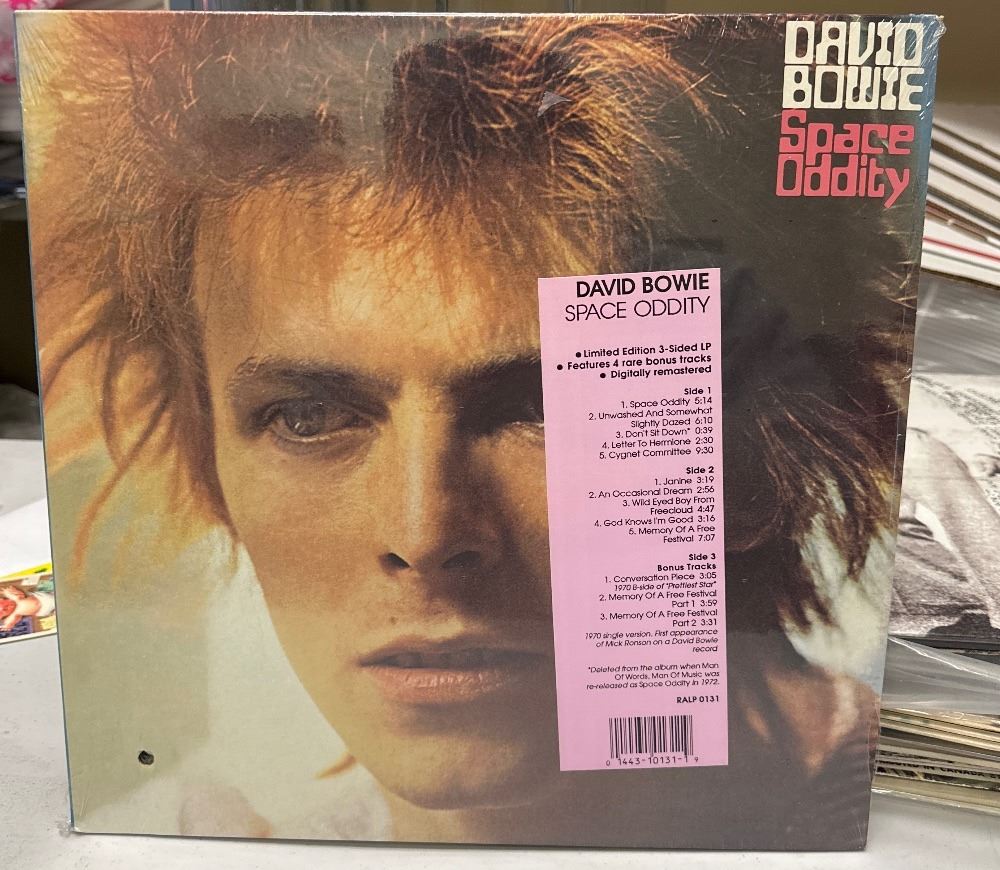 DAVID
BOWIE
Space
Oddity
DAVID BOWIE
SPACE ODDITY
• Limited Edition 3-Sided LP
• Features 4 rare bonus tracks
• Digitally remastered
Side 1
1. Space Oddity 5:14
2. Unwashed And Somewhat
Slightly Dazed 6:10
3. Don't Sit Down* 0:39
4. Letter To Hermione 2:30
5. Cygnet Committee 9:30
Side 2
1. Janine 3:19
2. An Occasional Dream 2:56
3. Wild Eyed Boy From
Freecloud 4:47
4. God Knows I'm Good 3:16
5. Memory Of A Free
Festival 7:07
Side 3
Bonus Tracks
1. Conversation Piece 3:05
1970 B-side of "Prettiest Star"
2. Memory Of A Free Festival
Part 1 3:59
3. Memory Of A Free Festival
Part 2 3:31
1970 single version. First appearance
of Mick Ronson on a David Bowie
record
*Deleted from the album when Man
Of Words, Man Of Music was
re-released as Space Oddity in 1972.
RALP 0131
0 1443-10131-1 9
IN CANADA